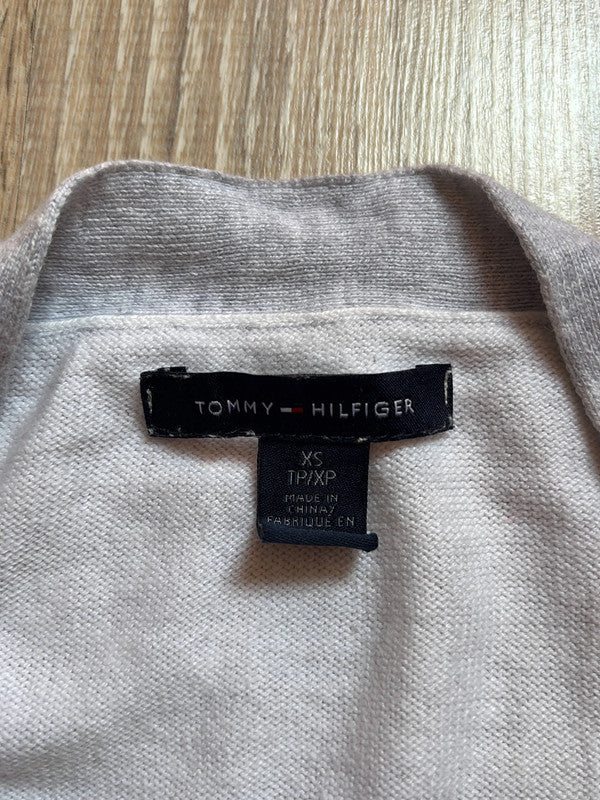 TOMMY HILFIGER
XS
TP/XP
MADE IN
CHINA/
FABRIQUE EN